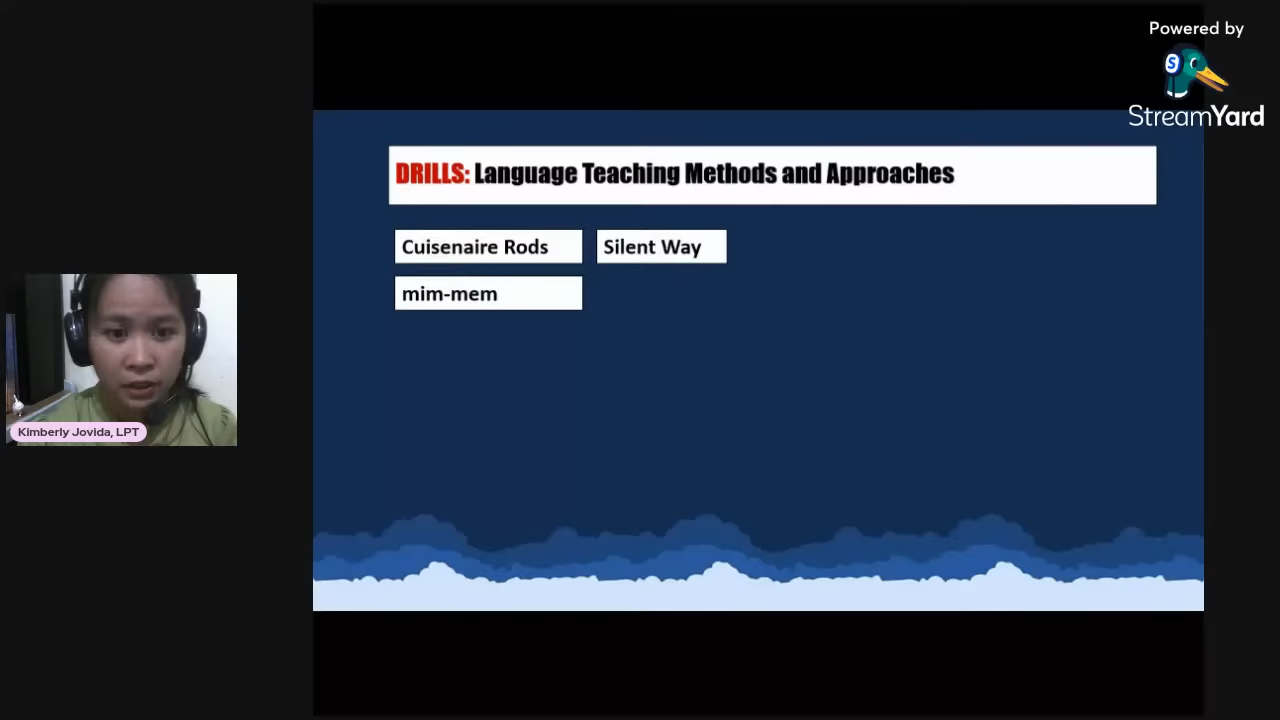 Powered by
StreamYard
DRILLS: Language Teaching Methods and Approaches
Cuisenaire Rods
Silent Way
mim-mem
Kimberly Jovida, LPT